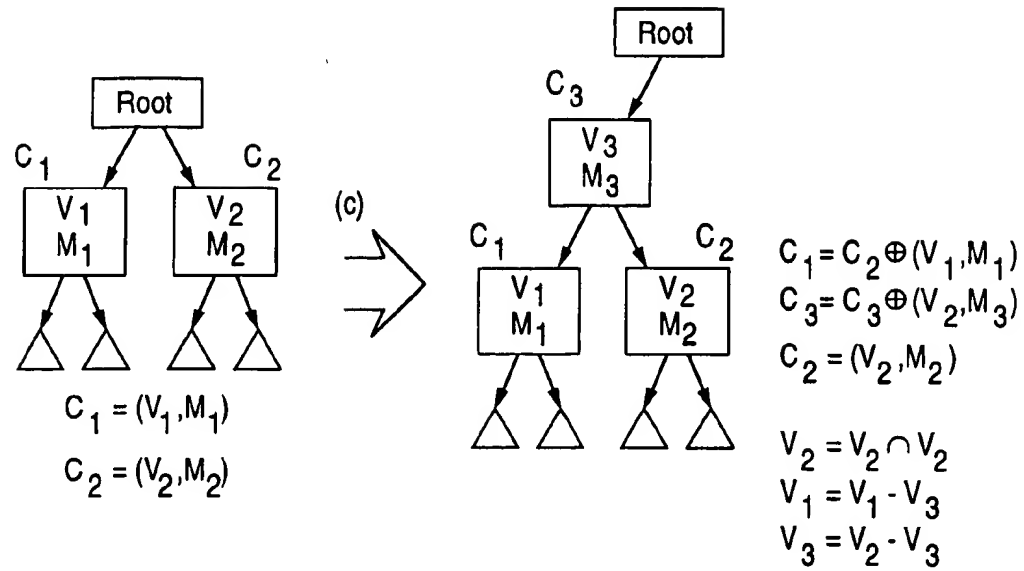 Root
C1
C2
V1
M1
V2
M2
C1 = (V1,M1)
C2 = (V2,M2)
(c)
Root
C3
V3
M3
C1
C2
V1
M1
V2
M2
C1 = C2 ⊕ (V1,M1)
C3 = C3 ⊕ (V2,M3)
C2 = (V2,M2)
V2 = V2 ∩ V2
V1 = V1 - V3
V3 = V2 - V3